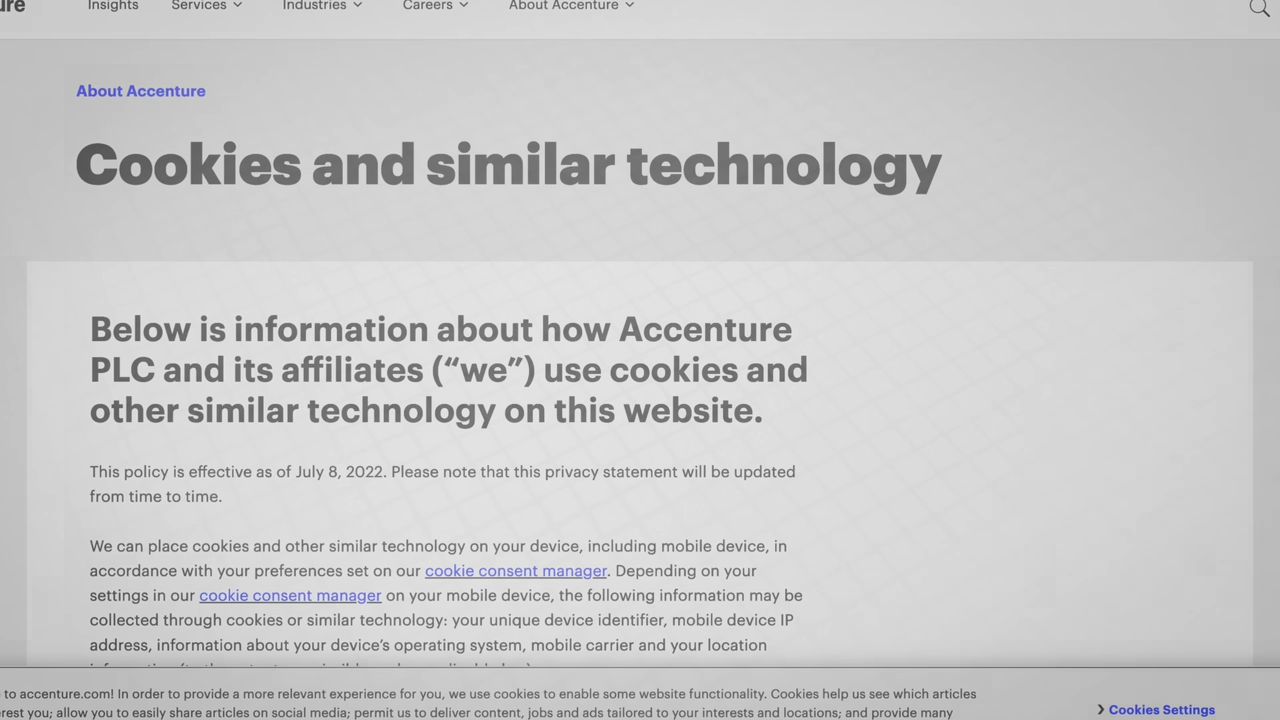 ure Insights Services Industries Careers About Accenture
About Accenture
Cookies and similar technology
Below is information about how Accenture
PLC and its affiliates (“we”) use cookies and
other similar technology on this website.
This policy is effective as of July 8, 2022. Please note that this privacy statement will be updated
from time to time.
We can place cookies and other similar technology on your device, including mobile device, in
accordance with your preferences set on our cookie consent manager. Depending on your
settings in our cookie consent manager on your mobile device, the following information may be
collected through cookies or similar technology: your unique device identifier, mobile device IP
address, information about your device’s operating system, mobile carrier and your location
to accenture.com! In order to provide a more relevant experience for you, we use cookies to enable some website functionality. Cookies help us see which articles
rest you; allow you to easily share articles on social media; permit us to deliver content, jobs and ads tailored to your interests and locations; and provide many
Cookies Settings